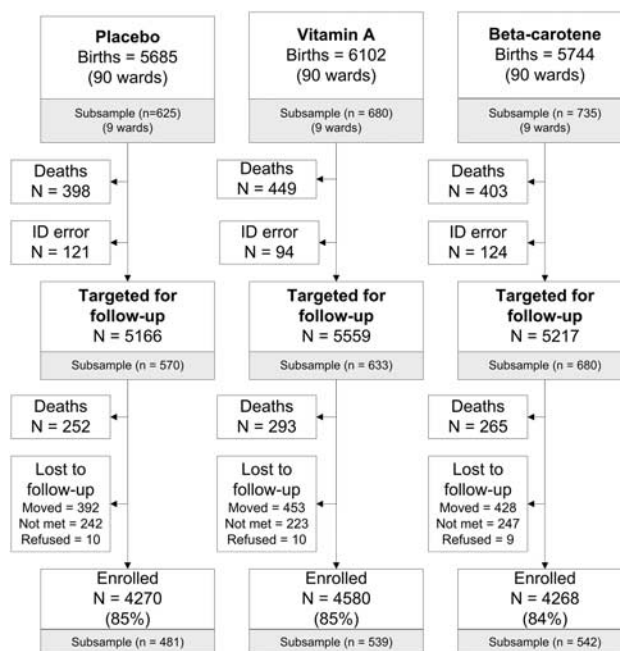 Placebo
Births = 5685
(90 wards)
Subsample (n=625)
(9 wards)
Deaths
N = 398
ID error
N = 121
Targeted for
follow-up
N = 5166
Subsample (n = 570)
Deaths
N = 252
Lost to
follow-up
Moved = 392
Not met = 242
Refused = 10
Enrolled
N = 4270
(85%)
Subsample (n = 481)
Vitamin A
Births = 6102
(90 wards)
Subsample (n = 680)
(9 wards)
Deaths
N = 449
ID error
N = 94
Targeted for
follow-up
N = 5559
Subsample (n = 633)
Deaths
N = 293
Lost to
follow-up
Moved = 453
Not met = 223
Refused = 10
Enrolled
N = 4580
(85%)
Subsample (n = 539)
Beta-carotene
Births = 5744
(90 wards)
Subsample (n = 735)
(9 wards)
Deaths
N = 403
ID error
N = 124
Targeted for
follow-up
N = 5217
Subsample (n = 680)
Deaths
N = 265
Lost to
follow-up
Moved = 428
Not met = 247
Refused = 9
Enrolled
N = 4268
(84%)
Subsample (n = 542)